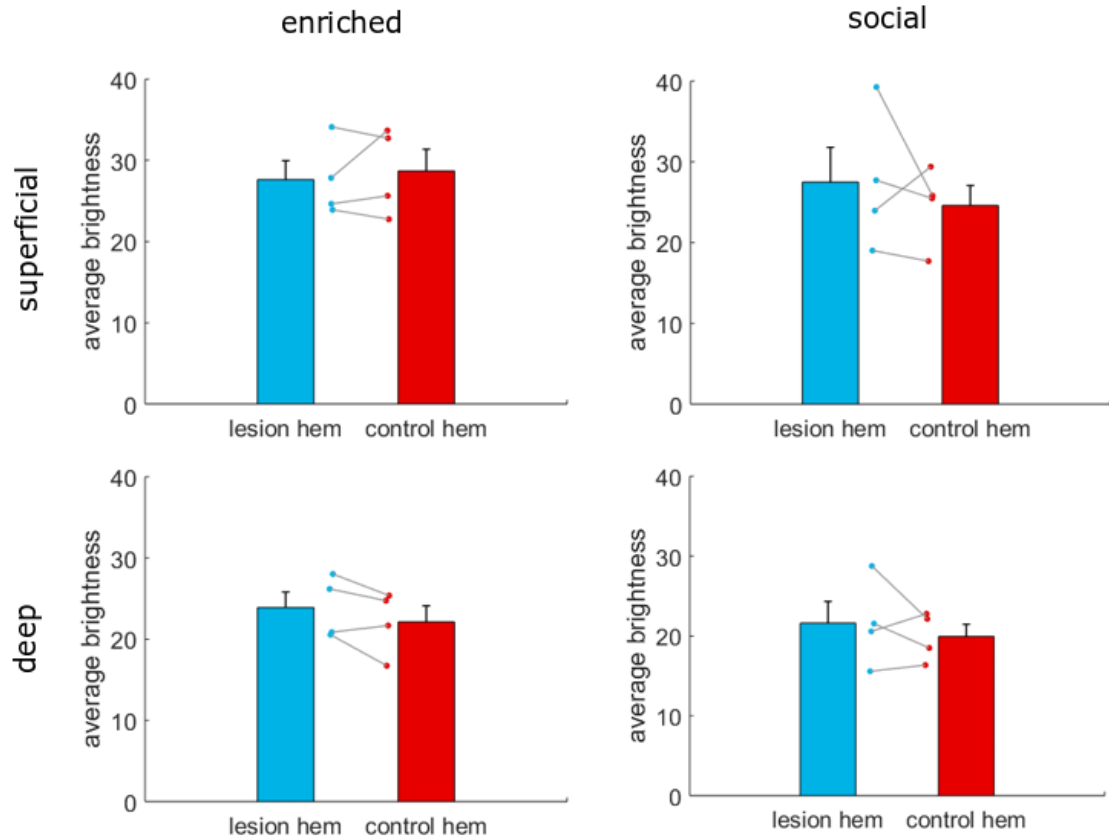 enriched
social
superficial
average brightness
40
30
20
10
0
lesion hem control hem
average brightness
40
30
20
10
0
lesion hem control hem
deep
average brightness
40
30
20
10
0
lesion hem control hem
average brightness
40
30
20
10
0
lesion hem control hem